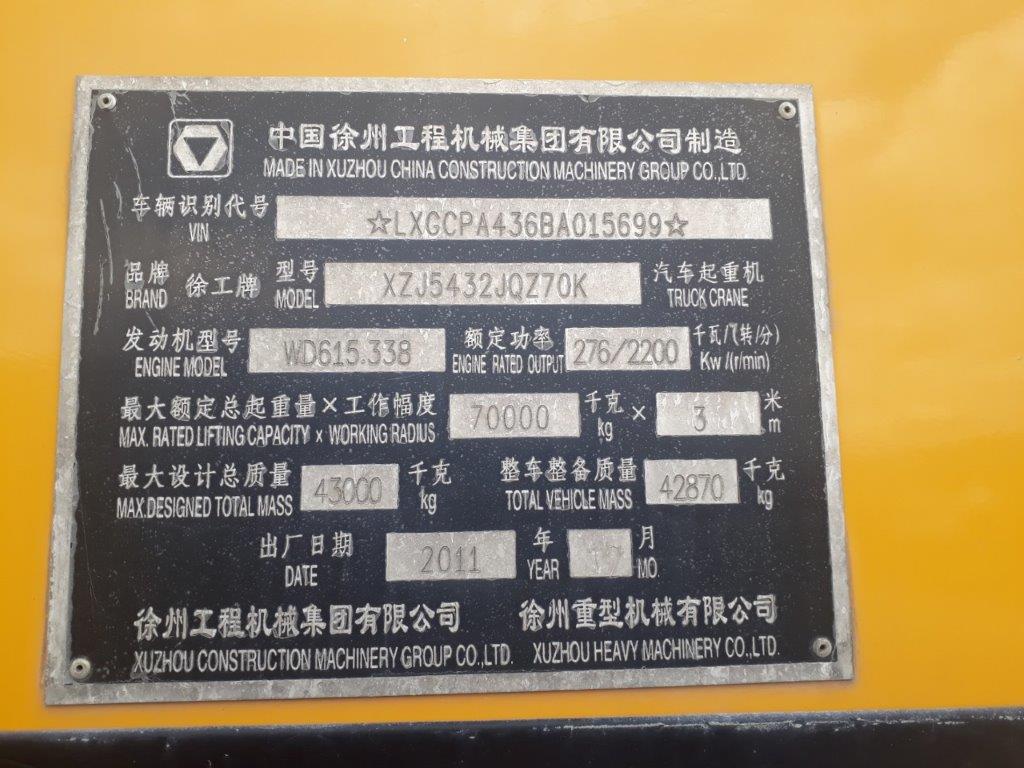 中国徐州工程机械集团有限公司制造
MADE IN XUZHOU CHINA CONSTRUCTION MACHINERY GROUP CO.,LTD.
车辆识别代号 ☆LXGCPA436BA015699☆
VIN
品牌 徐工牌 型号 XZJ5432JQZ70K 汽车起重机
BRAND MODEL TRUCK CRANE
发动机型号 WD615.338 额定功率 276/2200 千瓦/(转/分)
ENGINE MODEL ENGINE RATED OUTPUT Kw /(r/min)
最大额定总起重量×工作幅度 70000 千克 × 3 米
MAX. RATED LIFTING CAPACITY × WORKING RADIUS kg m
最大设计总质量 43000 千克 整车整备质量 42870 千克
MAX.DESIGNED TOTAL MASS kg TOTAL VEHICLE MASS kg
出厂日期 2011 年 月
DATE YEAR MO.
徐州工程机械集团有限公司 徐州重型机械有限公司
XUZHOU CONSTRUCTION MACHINERY GROUP CO.,LTD. XUZHOU HEAVY MACHINERY CO.,LTD.